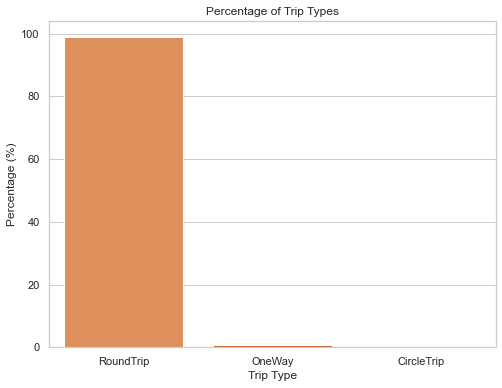 Percentage of Trip Types
Percentage (%)
100
80
60
40
20
0
RoundTrip
OneWay
CircleTrip
Trip Type